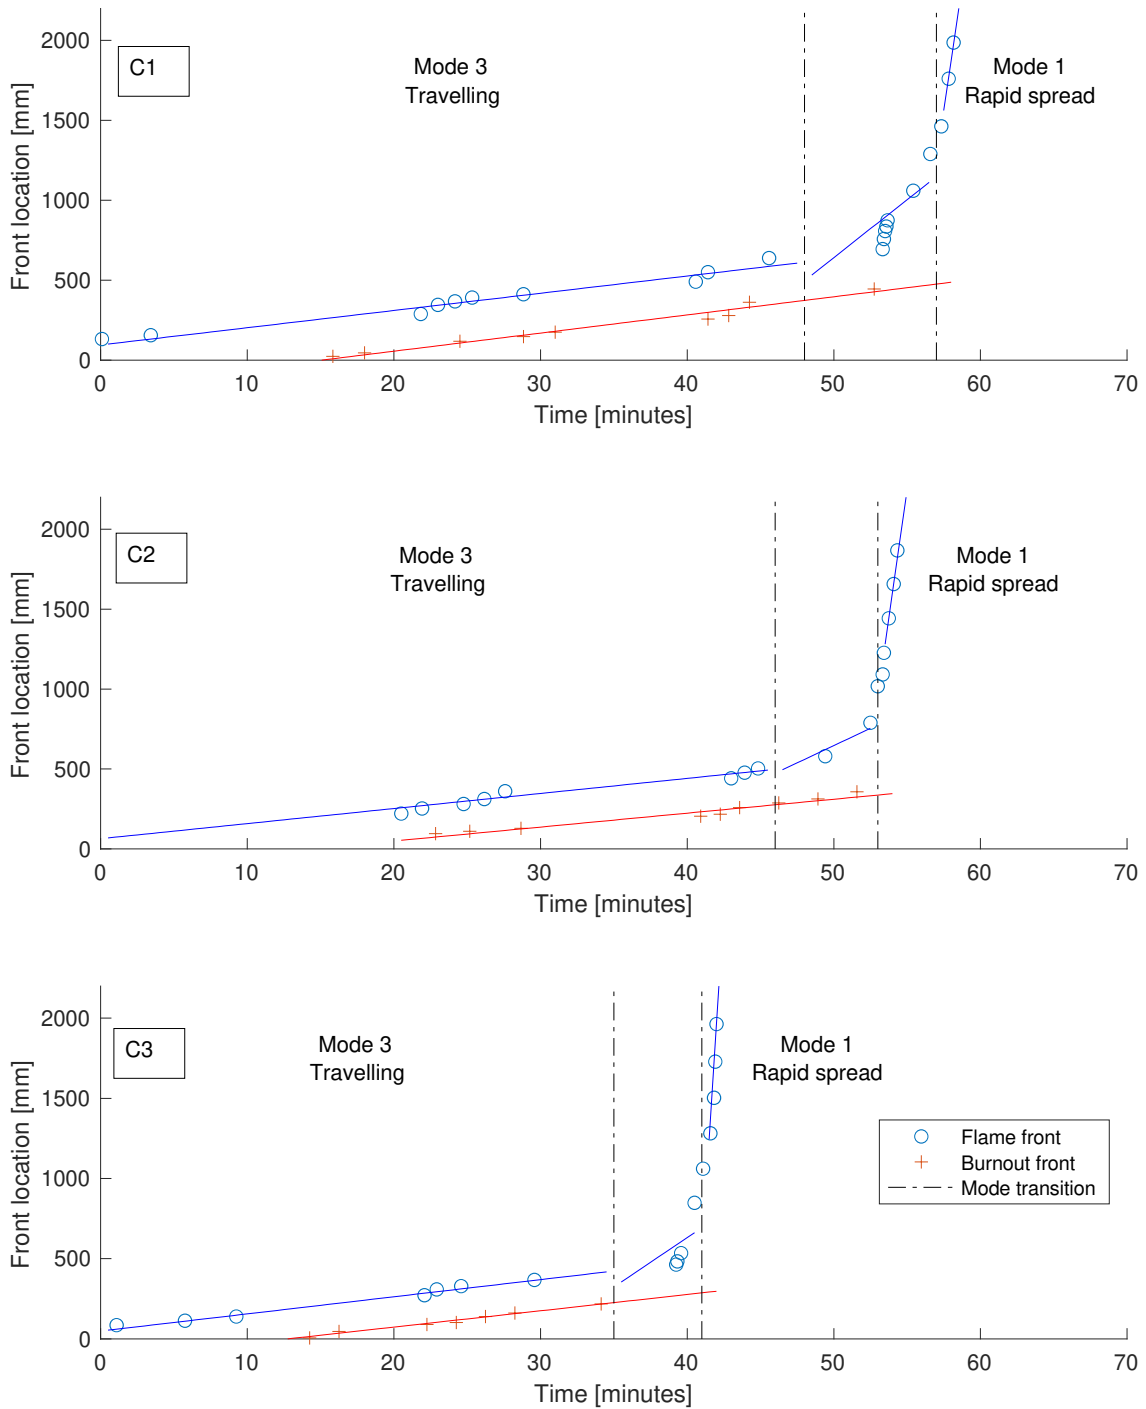 C1
Mode 3
Travelling
Mode 1
Rapid spread
Front location [mm]
2000
1500
1000
500
0
0 10 20 30 40 50 60 70
Time [minutes]
C2
Mode 3
Travelling
Mode 1
Rapid spread
Front location [mm]
2000
1500
1000
500
0
0 10 20 30 40 50 60 70
Time [minutes]
C3
Mode 3
Travelling
Mode 1
Rapid spread
Front location [mm]
2000
1500
1000
500
0
Flame front
Burnout front
Mode transition
0 10 20 30 40 50 60 70
Time [minutes]